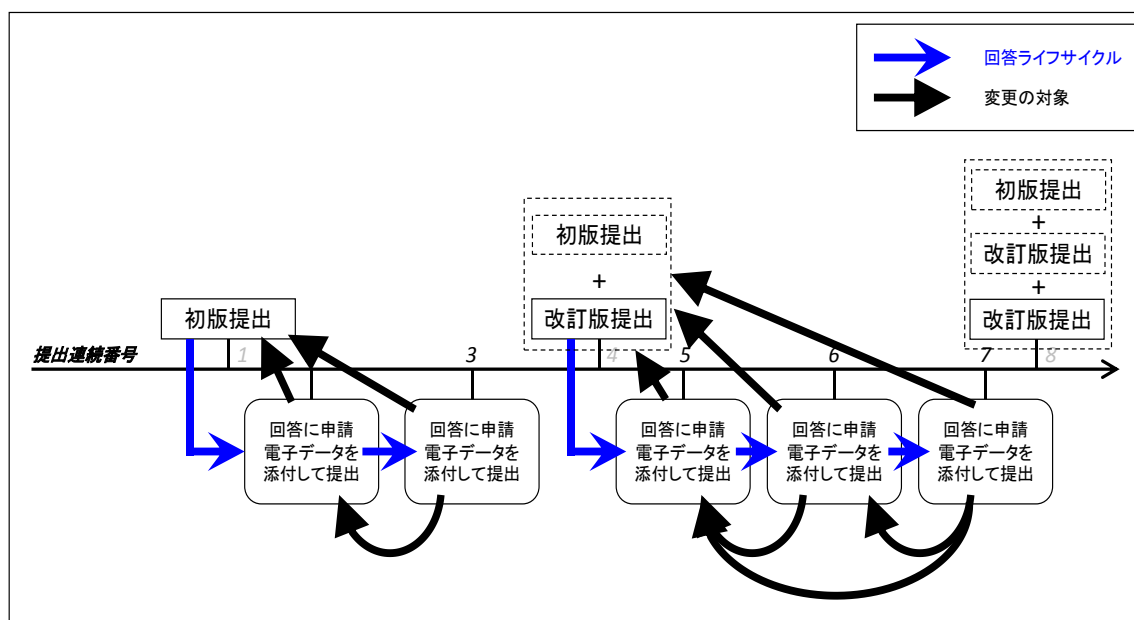 回答ライフサイクル
変更の対象
初版提出
+
改訂版提出
+
改訂版提出
初版提出
+
改訂版提出
初版提出
提出連続番号
1
3
4
5
6
7
8
回答に申請
電子データを
添付して提出
回答に申請
電子データを
添付して提出
回答に申請
電子データを
添付して提出
回答に申請
電子データを
添付して提出
回答に申請
電子データを
添付して提出